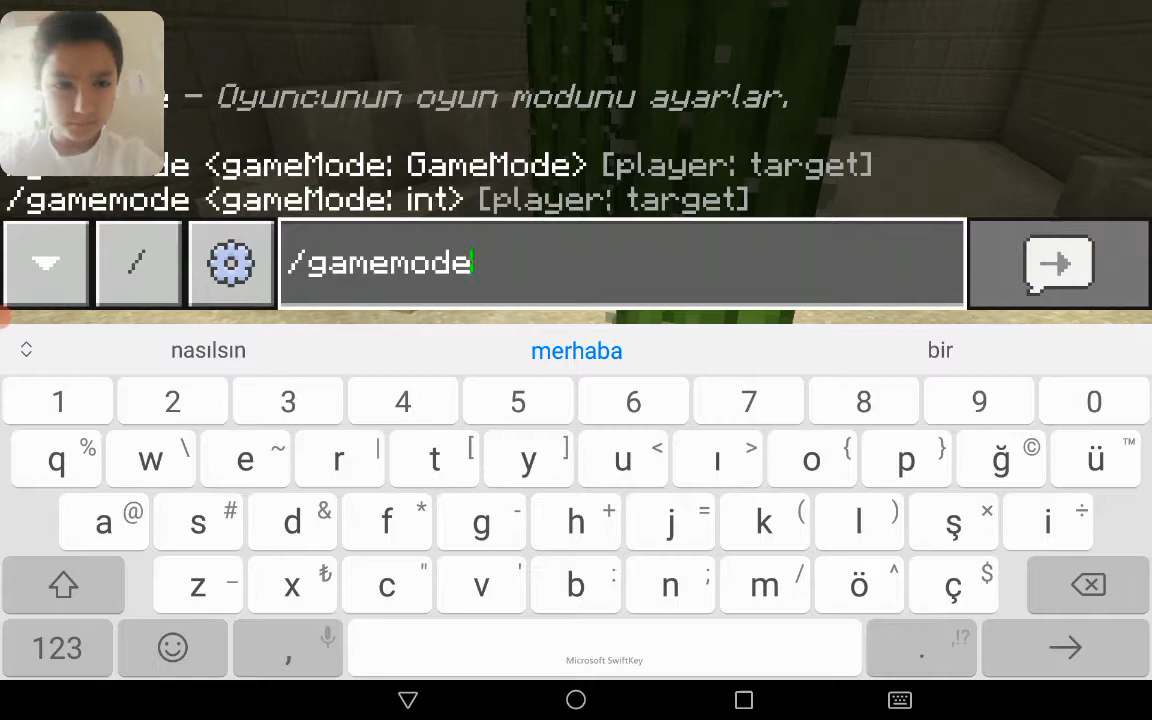 e – Oyuncunun oyun modunu ayarlar.
de <gameMode: GameMode> [player: target]
/gamemode <gameMode: int> [player: target]
/
/gamemode
nasılsın merhaba bir
1 2 3 4 5 6 7 8 9 0
q % w \ e ~ r | t [ y ] u < ı > o { p } ğ © ü ™
a @ s # d & f * g - h + j = k ( l ) ş × i ÷
z _ x ₺ c " v ' b : n ; m / ö ^ ç $
123 , Microsoft SwiftKey . ,!?